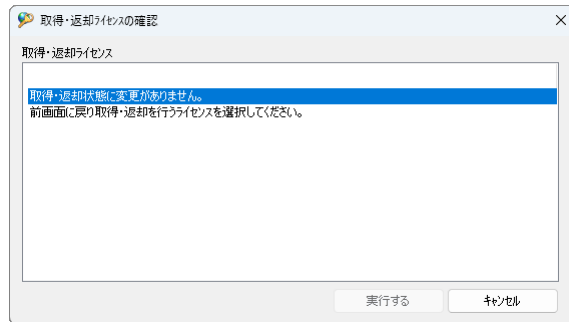 取得・返却ﾗｲｾﾝｽの確認
取得・返却ﾗｲｾﾝｽ
取得・返却状態に変更がありません。
前画面に戻り取得・返却を行うﾗｲｾﾝｽを選択してください。
実行する
ｷｬﾝｾﾙ